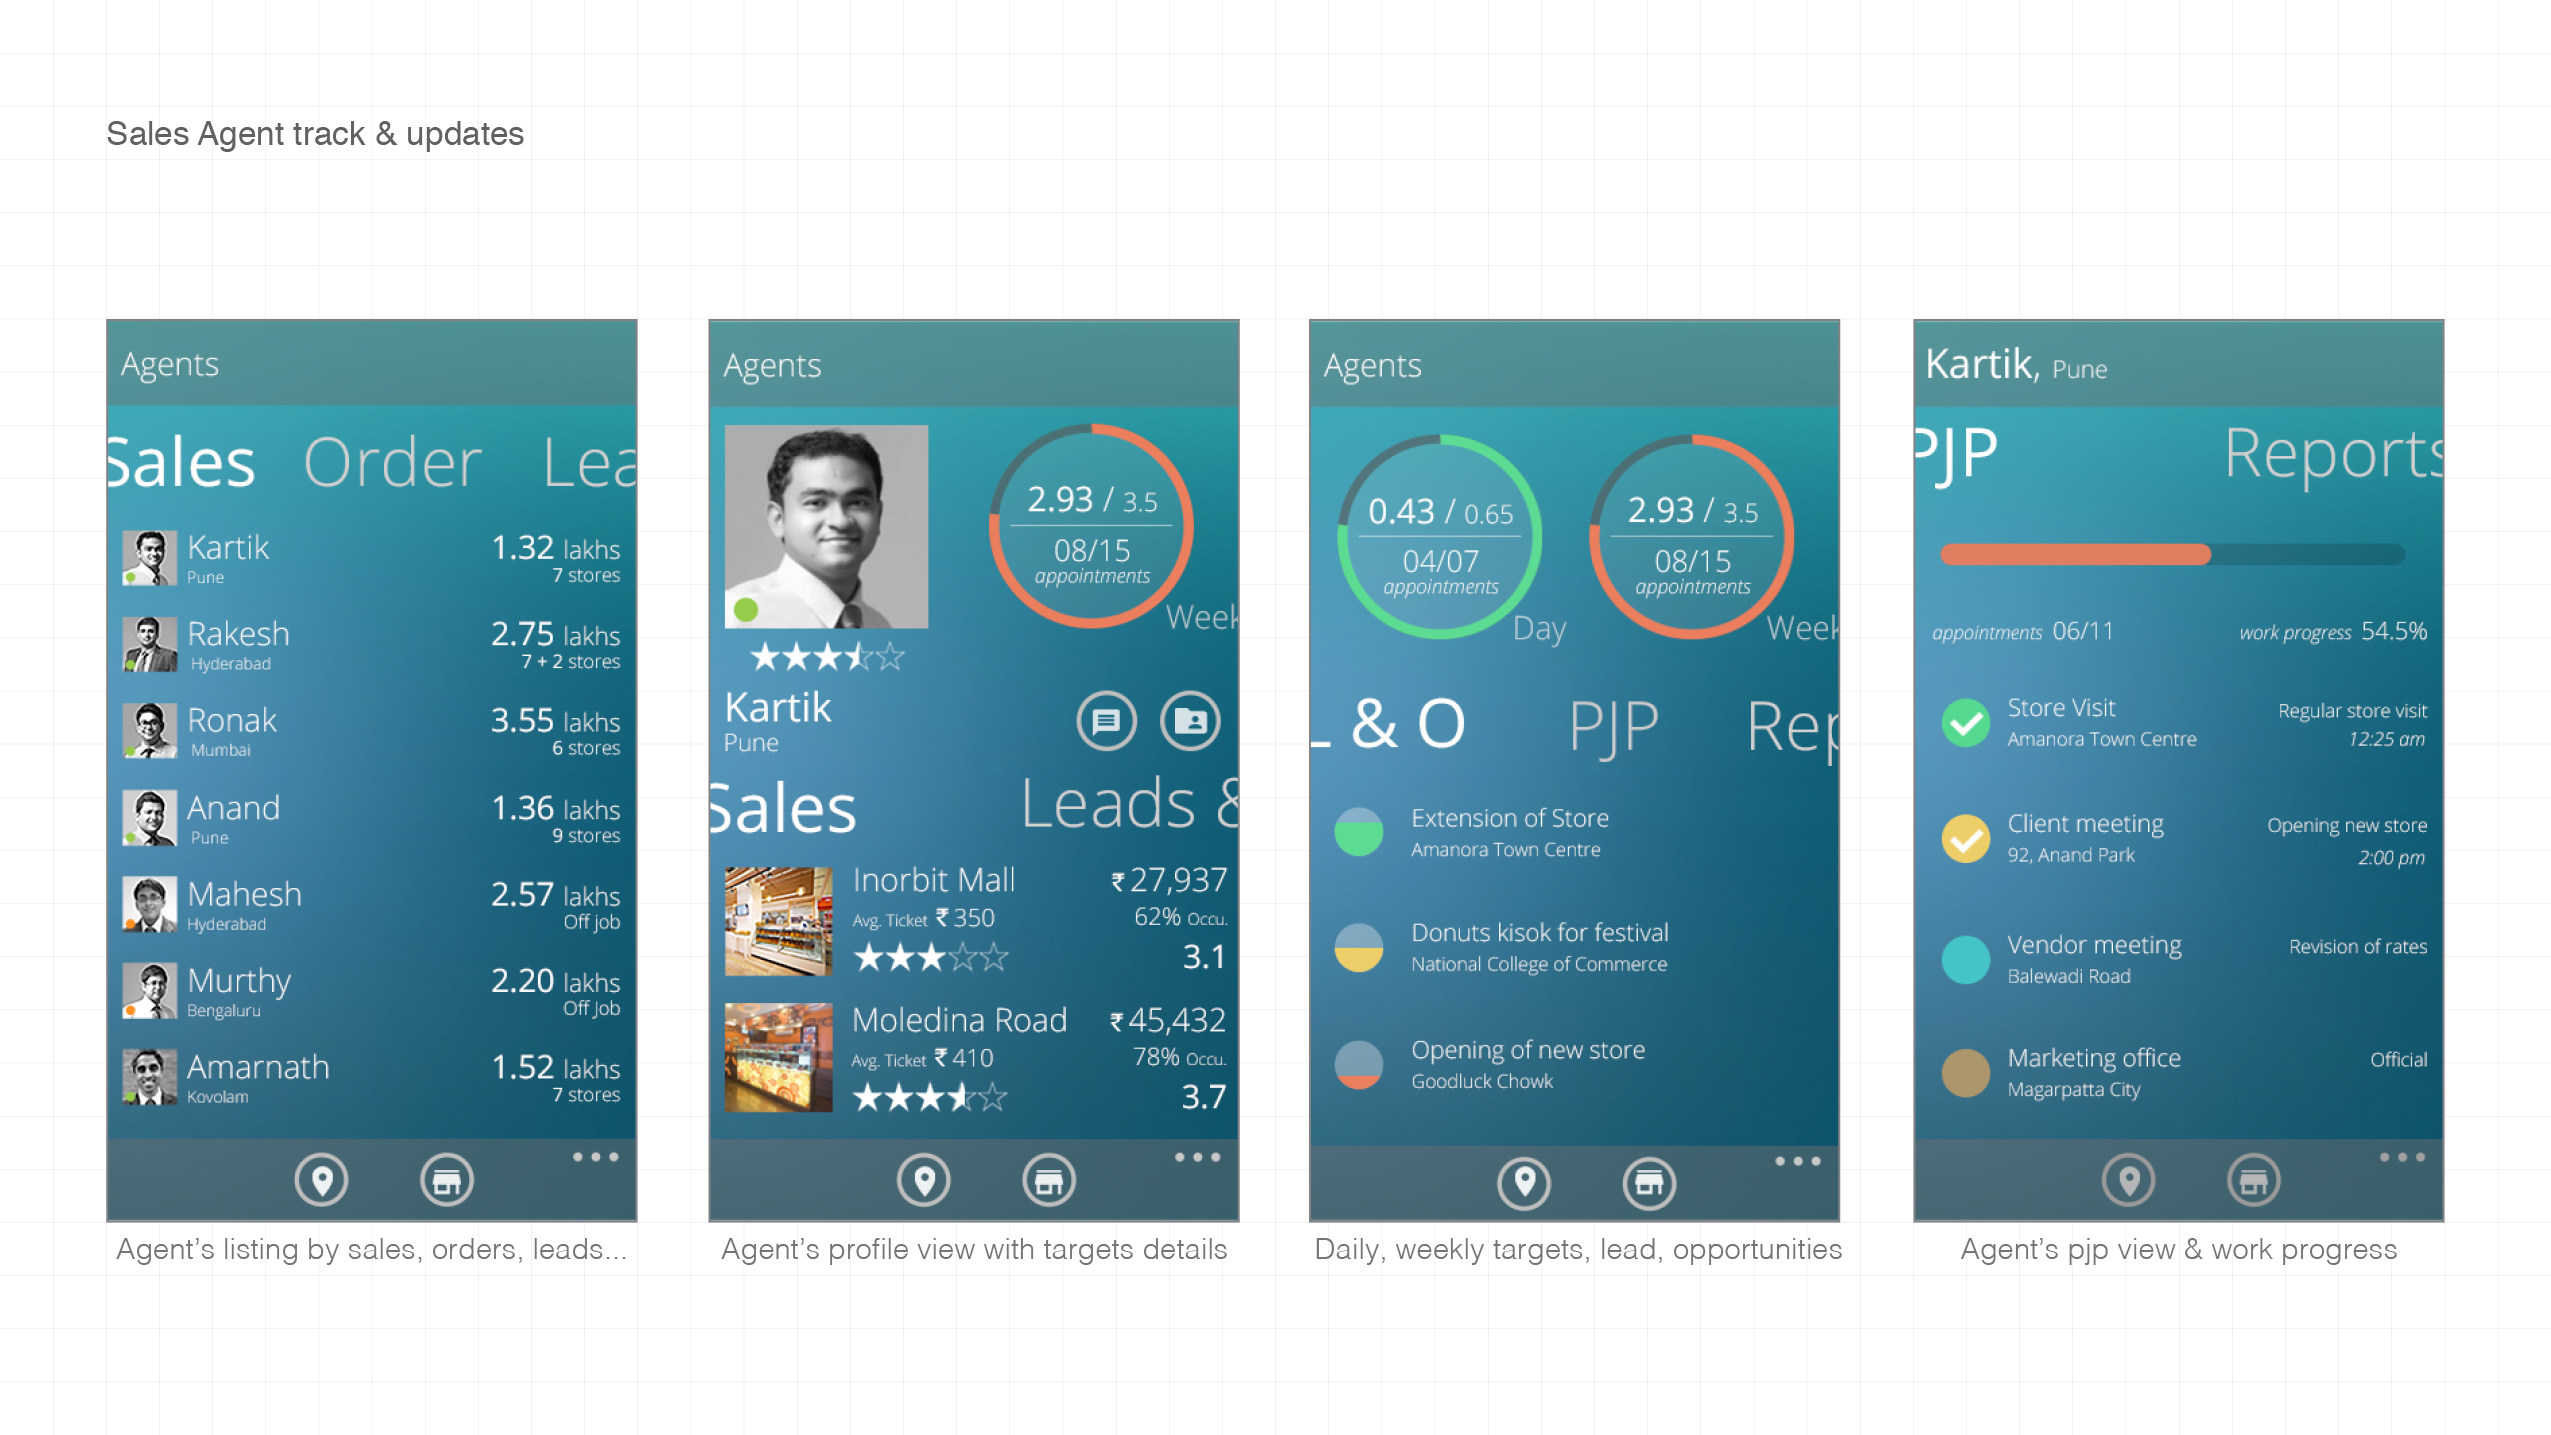 Sales Agent track & updates
Agents
Sales Order Lea
Kartik 1.32 lakhs
Pune 7 stores
Rakesh 2.75 lakhs
Hyderabad 7 + 2 stores
Ronak 3.55 lakhs
Mumbai 6 stores
Anand 1.36 lakhs
Pune 9 stores
Mahesh 2.57 lakhs
Hyderabad Off job
Murthy 2.20 lakhs
Bengaluru Off Job
Amarnath 1.52 lakhs
Kovolam 7 stores
Agent's listing by sales, orders, leads...
Agents
2.93 / 3.5
08/15
appointments
Week
Kartik
Pune
Sales Leads &
Inorbit Mall ₹ 27,937
Avg. Ticket ₹ 350 62% Occu.
3.1
Moledina Road ₹ 45,432
Avg. Ticket ₹ 410 78% Occu.
3.7
Agent's profile view with targets details
Agents
0.43 / 0.65
04/07
appointments
Day
2.93 / 3.5
08/15
appointments
Week
L & O PJP Rep
Extension of Store
Amanora Town Centre
Donuts kisok for festival
National College of Commerce
Opening of new store
Goodluck Chowk
Daily, weekly targets, lead, opportunities
Kartik, Pune
PJP Reports
appointments 06/11 work progress 54.5%
Store Visit Regular store visit
Amanora Town Centre 12:25 am
Client meeting Opening new store
92, Anand Park 2:00 pm
Vendor meeting Revision of rates
Balewadi Road
Marketing office Official
Magarpatta City
Agent's pjp view & work progress